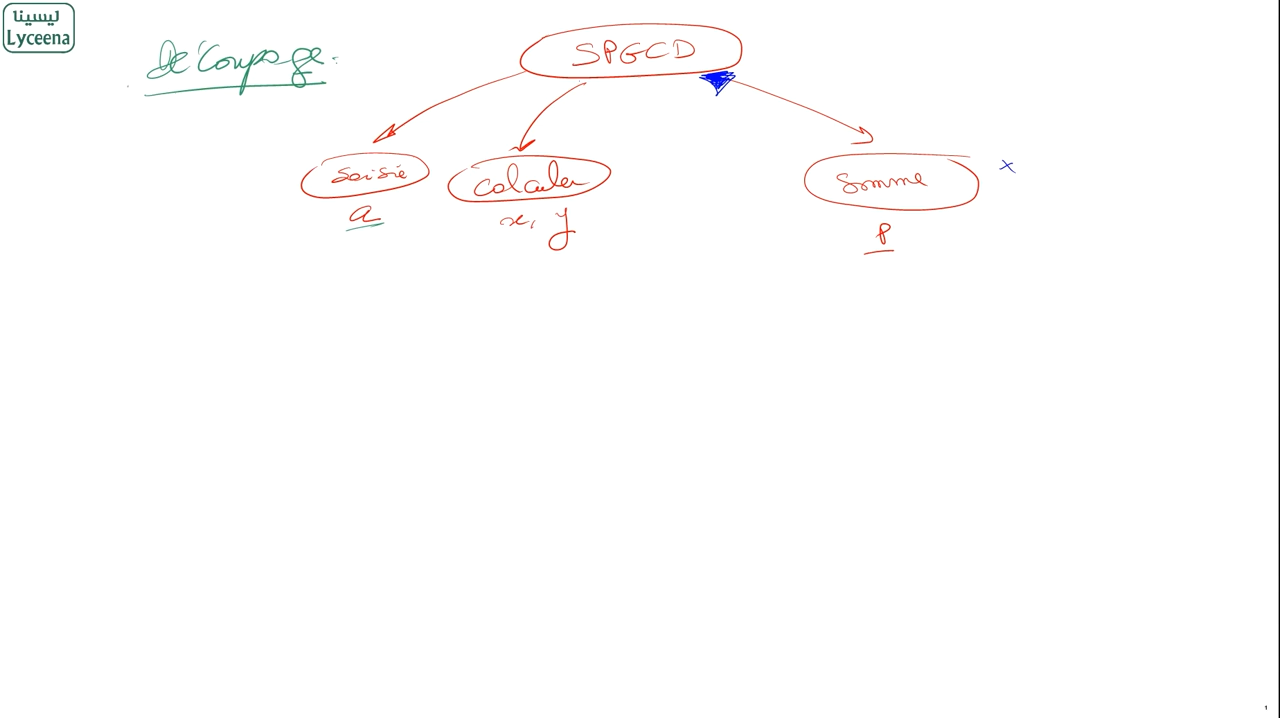 ليسينا
Lyceena
Découpage
SPGCD
Saisie
Calculer
Somme
a
x, y
P
x